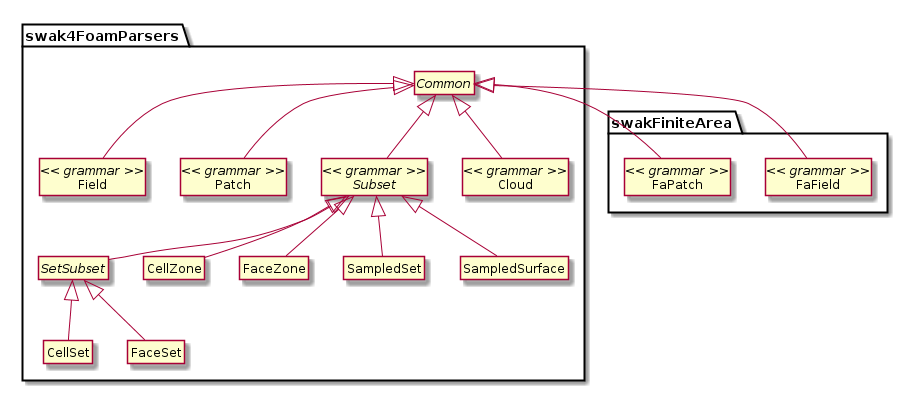 swak4FoamParsers
Common
swakFiniteArea
<< grammar >>
Field
<< grammar >>
Patch
<< grammar >>
Subset
<< grammar >>
Cloud
<< grammar >>
FaPatch
<< grammar >>
FaField
SetSubset
CellZone
FaceZone
SampledSet
SampledSurface
CellSet
FaceSet